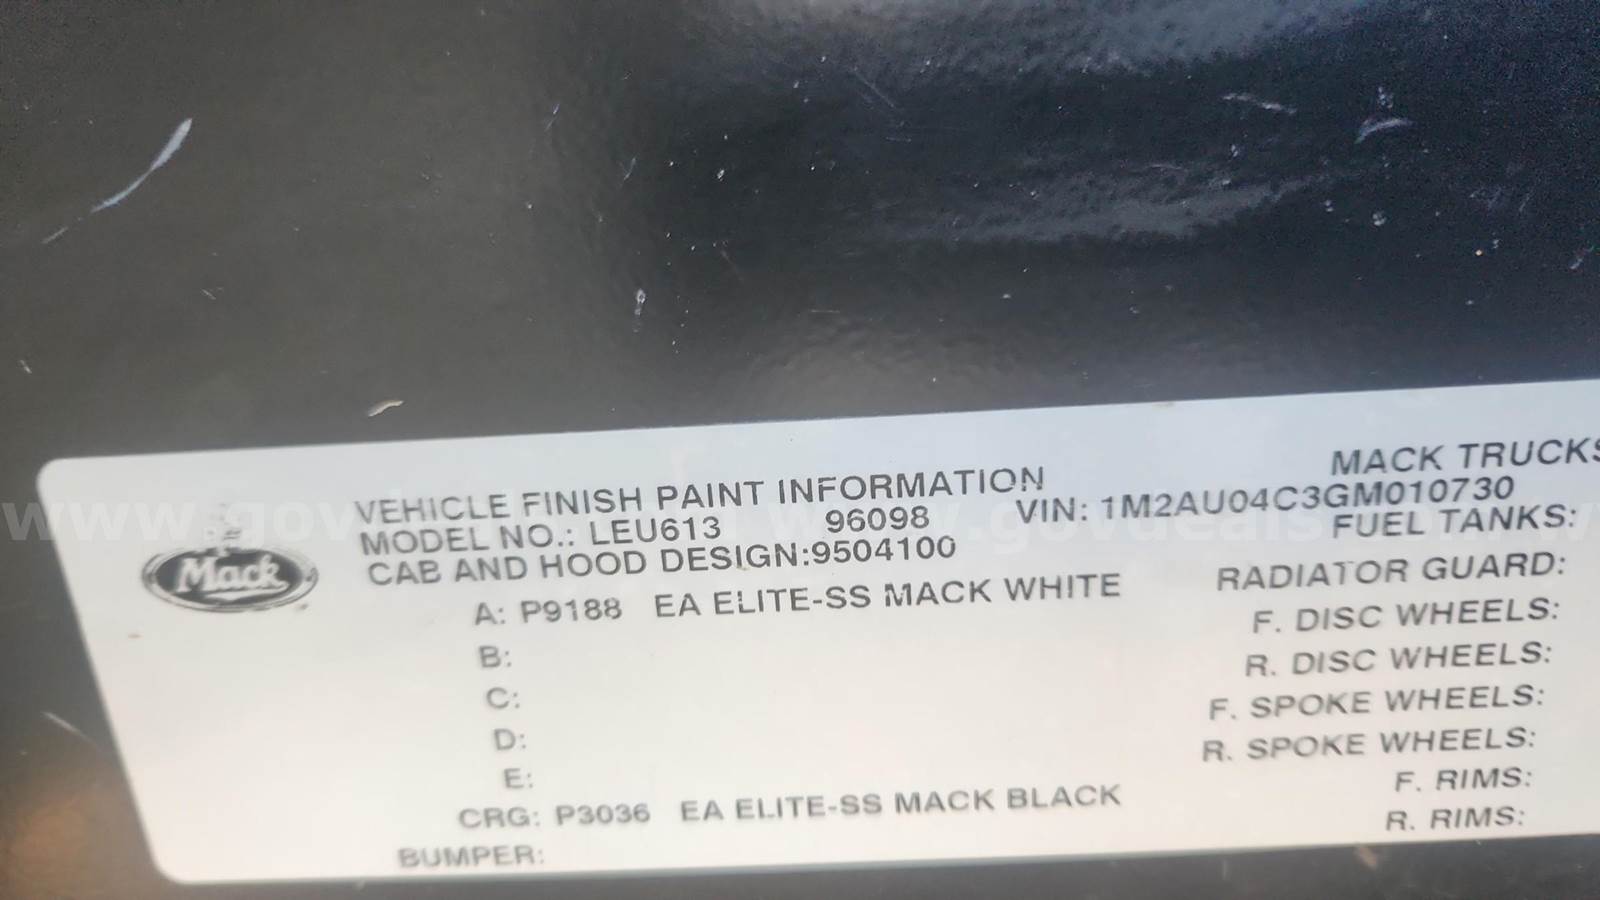 VEHICLE FINISH PAINT INFORMATION
MODEL NO.: LEU613 96098 VIN: 1M2AU04C3GM010730
CAB AND HOOD DESIGN:9504100
A: P9188 EA ELITE-SS MACK WHITE
B:
C:
D:
E:
CRG: P3036 EA ELITE-SS MACK BLACK
BUMPER:
Mack
MACK TRUCKS
FUEL TANKS:
RADIATOR GUARD:
F. DISC WHEELS:
R. DISC WHEELS:
F. SPOKE WHEELS:
R. SPOKE WHEELS:
F. RIMS:
R. RIMS: